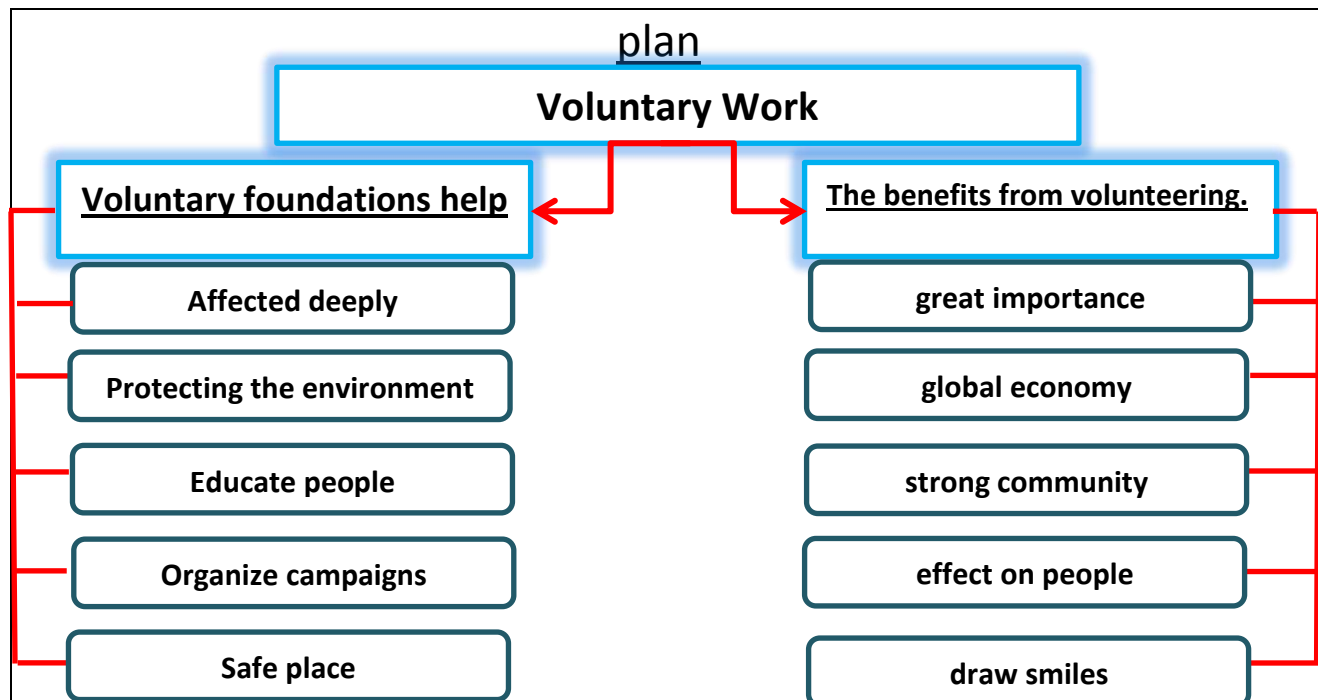 plan
Voluntary Work
Voluntary foundations help
Affected deeply
Protecting the environment
Educate people
Organize campaigns
Safe place
The benefits from volunteering.
great importance
global economy
strong community
effect on people
draw smiles